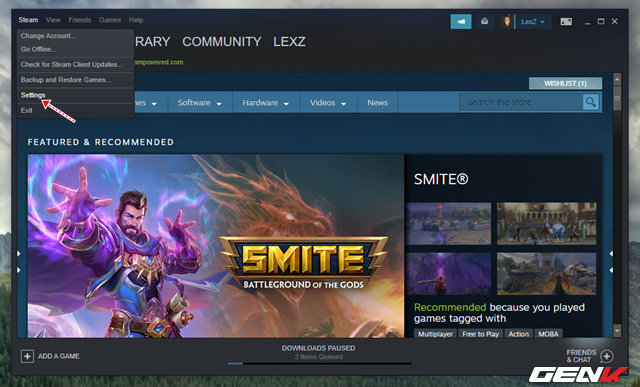 Steam View Friends Games Help
LexZ
Change Account...
Go Offline...
Check for Steam Client Updates...
Backup and Restore Games...
Settings
Exit
RARY COMMUNITY LEXZ
ampowered.com
WISHLIST (1)
mes Software Hardware Videos News
search the store
FEATURED & RECOMMENDED
SMITE
BATTLEGROUND OF THE GODS
SMITE®
Recommended because you played
games tagged with
Multiplayer Free to Play Action MOBA
ADD A GAME
DOWNLOADS PAUSED
2 Items Queued
FRIENDS
& CHAT
GENK